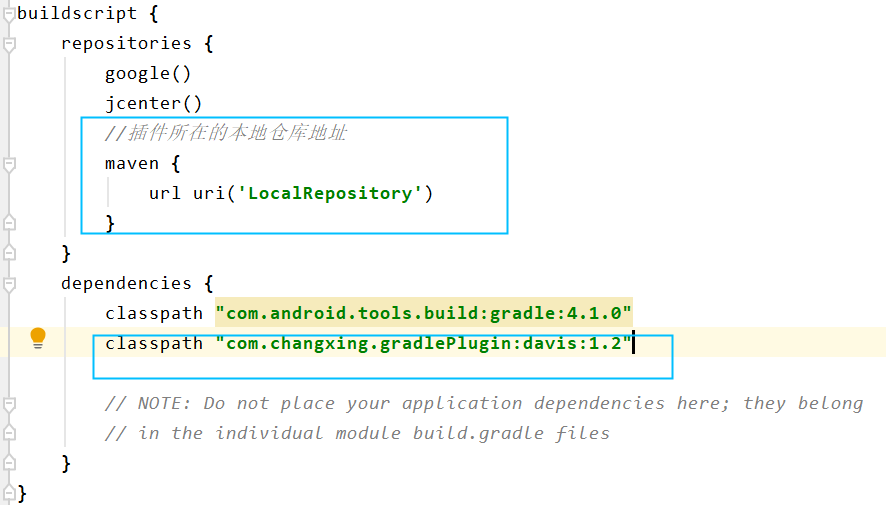 buildscript {
repositories {
google()
jcenter()
//插件所在的本地仓库地址
maven {
url uri('LocalRepository')
}
}
dependencies {
classpath "com.android.tools.build:gradle:4.1.0"
classpath "com.changxing.gradlePlugin:davis:1.2"
// NOTE: Do not place your application dependencies here; they belong
// in the individual module build.gradle files
}
}